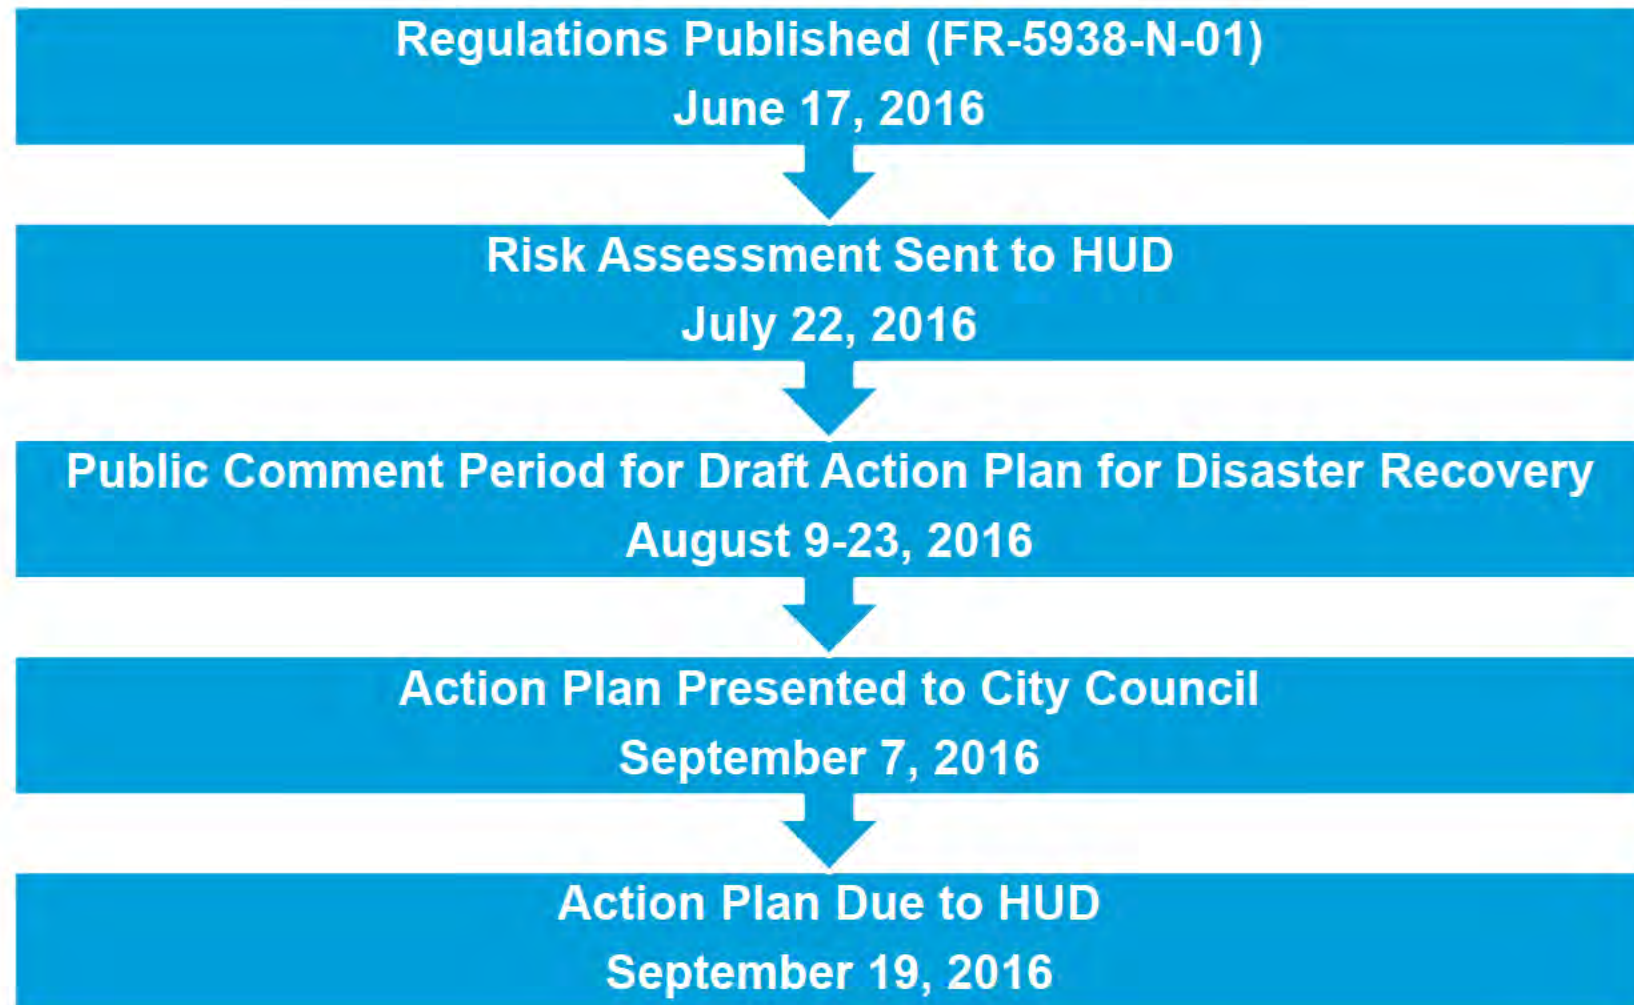 Regulations Published (FR-5938-N-01)
June 17, 2016
Risk Assessment Sent to HUD
July 22, 2016
Public Comment Period for Draft Action Plan for Disaster Recovery
August 9-23, 2016
Action Plan Presented to City Council
September 7, 2016
Action Plan Due to HUD
September 19, 2016